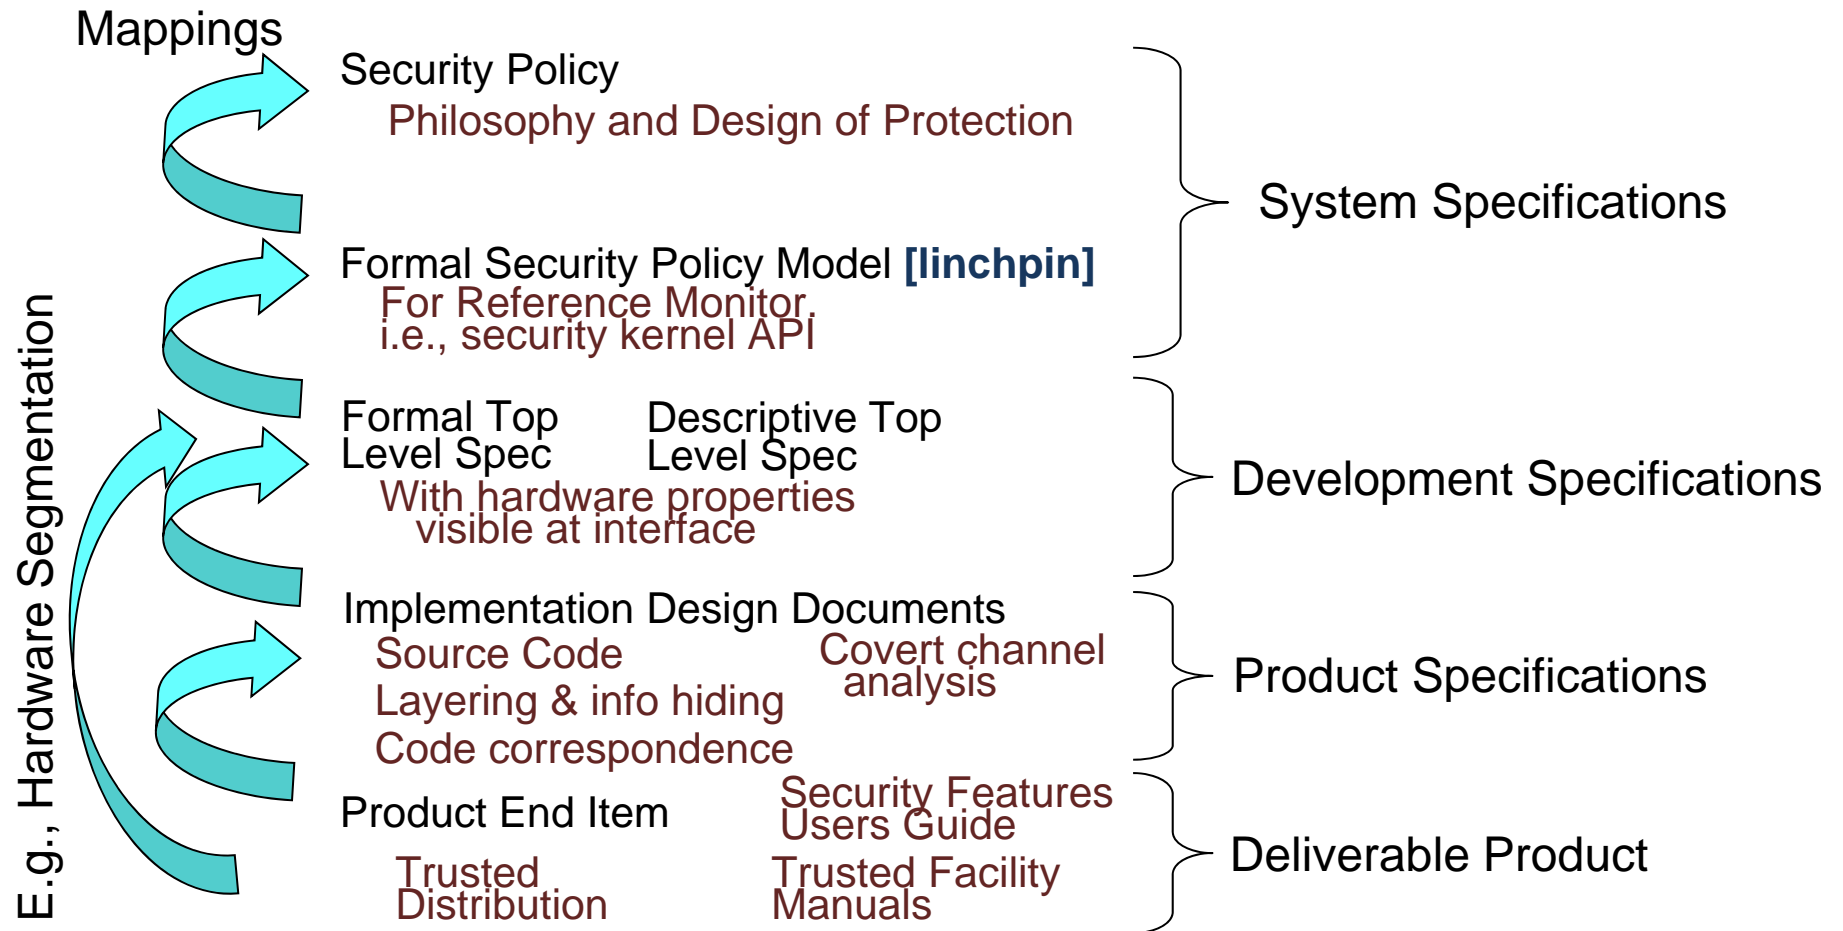 Mappings
Security Policy
Philosophy and Design of Protection
System Specifications
Formal Security Policy Model [linchpin]
For Reference Monitor.
i.e., security kernel API
E.g., Hardware Segmentation
Formal Top
Level Spec
Descriptive Top
Level Spec
With hardware properties
visible at interface
Development Specifications
Implementation Design Documents
Source Code
Layering & info hiding
Code correspondence
Covert channel
analysis
Product Specifications
Product End Item
Security Features
Users Guide
Trusted
Distribution
Trusted Facility
Manuals
Deliverable Product